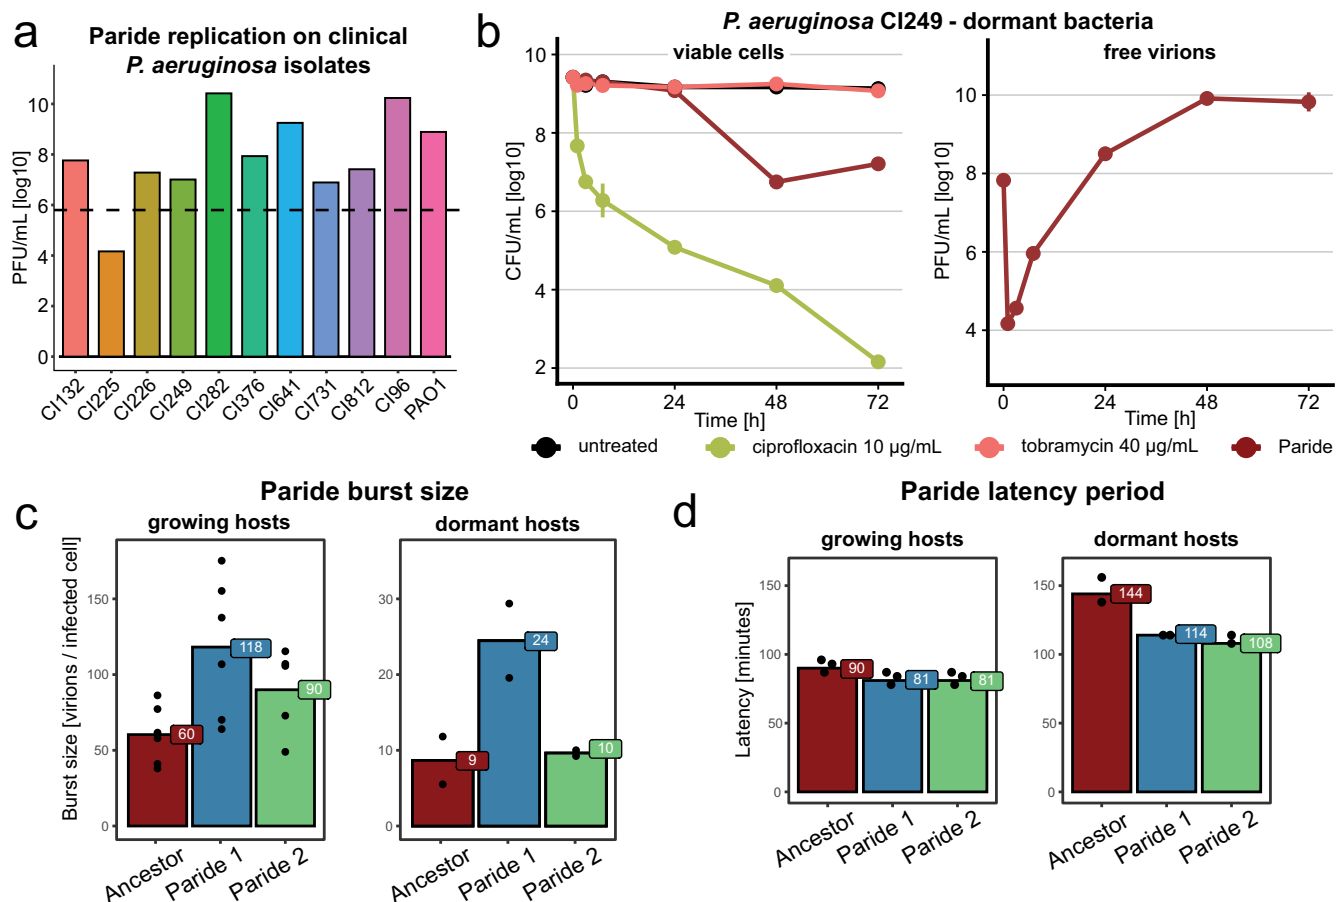 a
Paride replication on clinical
P. aeruginosa isolates
PFU/mL [log10]
10
8
6
4
2
0
CI132
CI225
CI226
CI249
CI282
CI376
CI641
CI731
CI812
CI96
PAO1
b
P. aeruginosa CI249 - dormant bacteria
viable cells
CFU/mL [log10]
10
8
6
4
2
0
24
48
72
Time [h]
free virions
PFU/mL [log10]
10
8
6
4
0
24
48
72
Time [h]
untreated
ciprofloxacin 10 µg/mL
tobramycin 40 µg/mL
Paride
c
Paride burst size
growing hosts
Burst size [virions / infected cell]
150
100
50
0
60
118
90
Ancestor
Paride 1
Paride 2
dormant hosts
30
20
10
0
9
24
10
Ancestor
Paride 1
Paride 2
d
Paride latency period
growing hosts
Latency [minutes]
150
100
50
0
90
81
81
Ancestor
Paride 1
Paride 2
dormant hosts
150
100
50
0
144
114
108
Ancestor
Paride 1
Paride 2